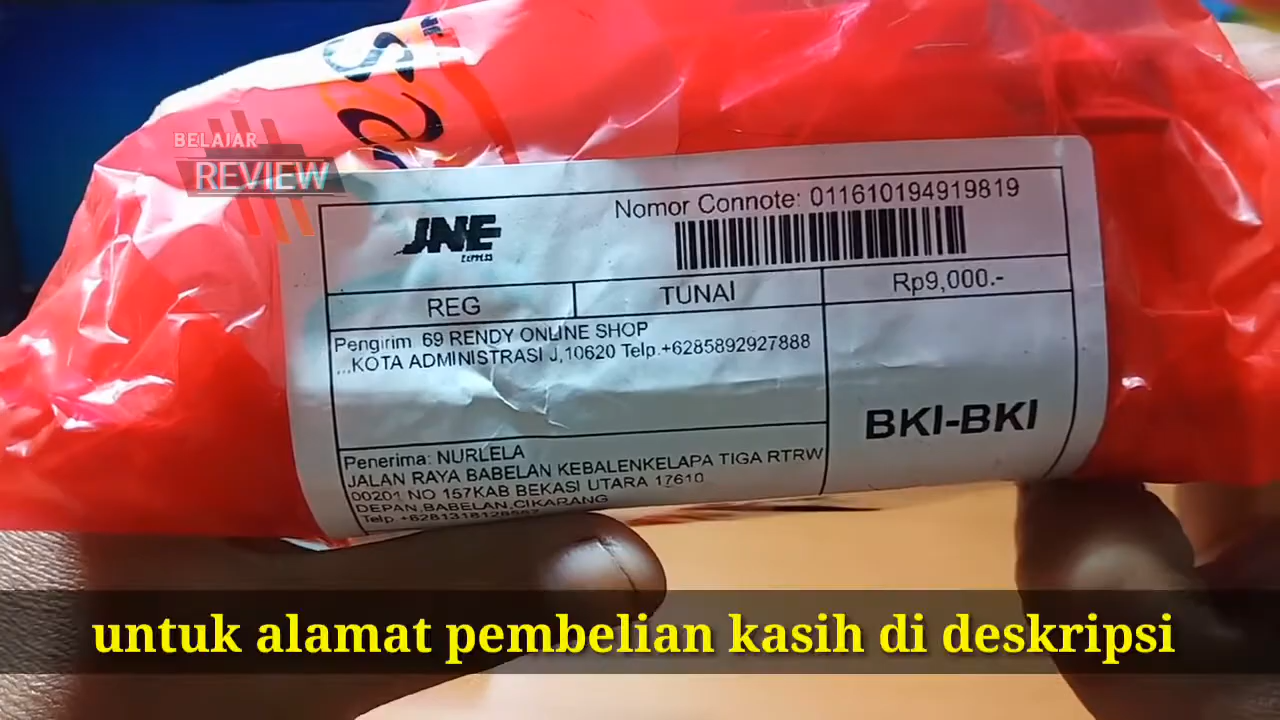 BELAJAR
REVIEW
JNE
EXPRESS
Nomor Connote: 011610194919819
REG
TUNAI
Rp9,000.-
Pengirim 69 RENDY ONLINE SHOP
,,,KOTA ADMINISTRASI J,10620 Telp.+6285892927888
BKI-BKI
Penerima: NURLELA
JALAN RAYA BABELAN KEBALENKELAPA TIGA RTRW
00201 NO 157KAB BEKASI UTARA 17610
DEPAN,BABELAN,CIKARANG
untuk alamat pembelian kasih di deskripsi